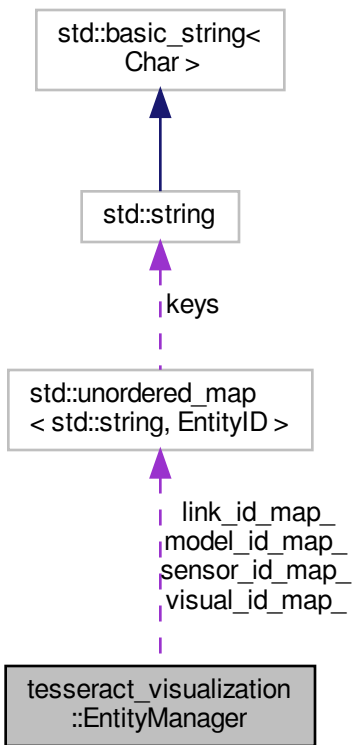 std::basic_string<
Char >
std::string
keys
std::unordered_map
< std::string, EntityID >
link_id_map_
model_id_map_
sensor_id_map_
visual_id_map_
tesseract_visualization
::EntityManager